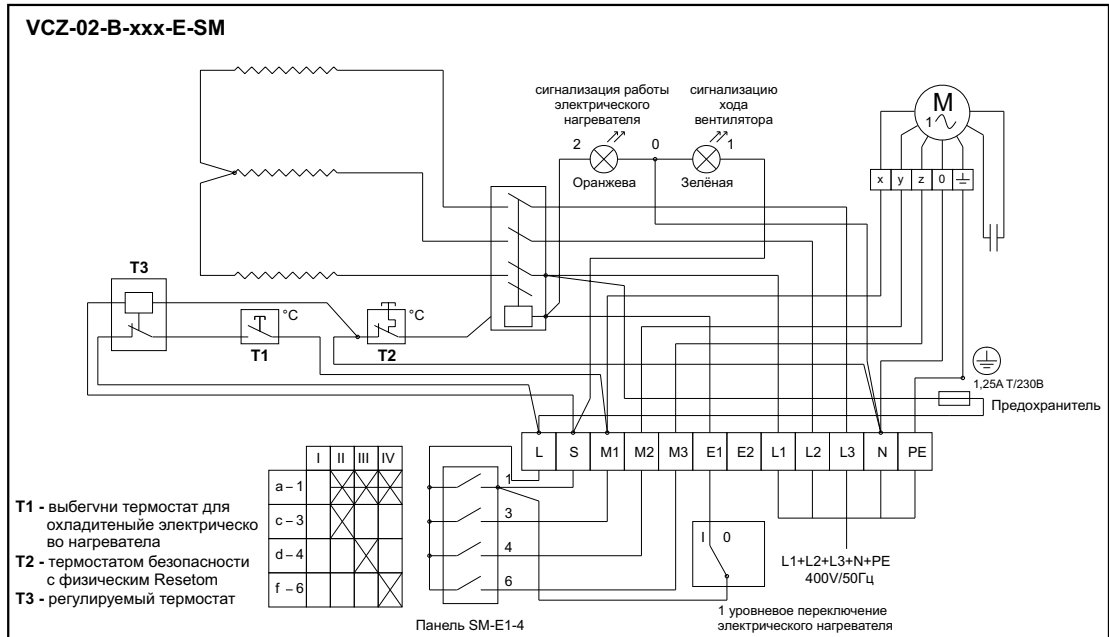 VCZ-02-B-xxx-E-SM
сигнализация работы
электрического
нагревателя
сигнализацию
хода
вентилятора
M
1
2
0
1
Оранжева
Зелёная
x
y
z
0
T3
°C
T1
°C
T2
1,25A T/230В
Предохранитель
L
S
M1
M2
M3
E1
E2
L1
L2
L3
N
PE
I
II
III
IV
a – 1
c – 3
d – 4
f – 6
T1 - выбегvни термостат для
охладитеныйе электрическо
во нагревателя
T2 - термостатом безопасности
с физическим Resetom
T3 - регулируемый термостат
1
3
4
6
Панель SM-E1-4
I 0
1 уровневое переключение
электрического нагревателя
L1+L2+L3+N+PE
400V/50Гц